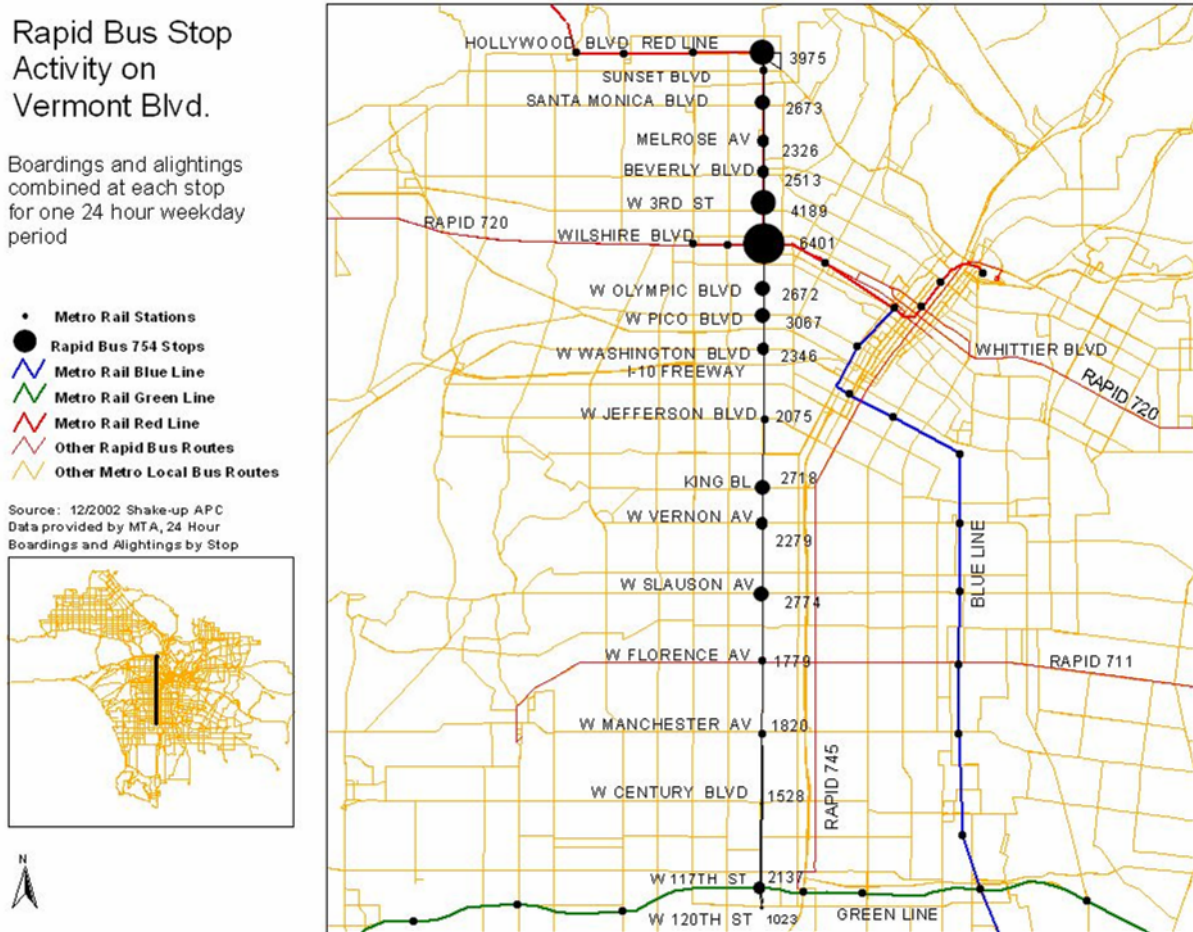 Rapid Bus Stop
Activity on
Vermont Blvd.
Boardings and alightings
combined at each stop
for one 24 hour weekday
period
Metro Rail Stations
Rapid Bus 754 Stops
Metro Rail Blue Line
Metro Rail Green Line
Metro Rail Red Line
Other Rapid Bus Routes
Other Metro Local Bus Routes
Source: 12/2002 Shake-up APC
Data provided by MTA, 24 Hour
Boardings and Alightings by Stop
N
HOLLYWOOD BLVD RED LINE
3975
SUNSET BLVD
SANTA MONICA BLVD
2673
MELROSE AV
2326
BEVERLY BLVD
2513
W 3RD ST
4189
RAPID 720
WILSHIRE BLVD
6401
W OLYMPIC BLVD
2672
W PICO BLVD
3067
W WASHINGTON BLVD
2346
I-10 FREEWAY
WHITTIER BLVD
RAPID 720
W JEFFERSON BLVD
2075
KING BL
2718
W VERNON AV
2279
BLUE LINE
W SLAUSON AV
2774
W FLORENCE AV
1779
RAPID 711
W MANCHESTER AV
1820
RAPID 745
W CENTURY BLVD
1528
W 117TH ST
2137
W 120TH ST
1023
GREEN LINE